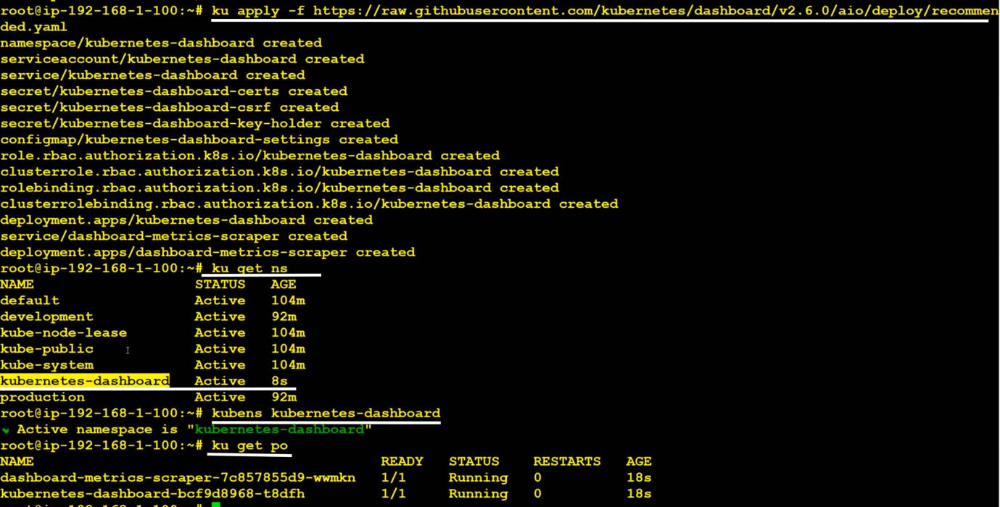 root@ip-192-168-1-100:~# ku apply -f https://raw.githubusercontent.com/kubernetes/dashboard/v2.6.0/aio/deploy/recommen
ded.yaml
namespace/kubernetes-dashboard created
serviceaccount/kubernetes-dashboard created
service/kubernetes-dashboard created
secret/kubernetes-dashboard-certs created
secret/kubernetes-dashboard-csrf created
secret/kubernetes-dashboard-key-holder created
configmap/kubernetes-dashboard-settings created
role.rbac.authorization.k8s.io/kubernetes-dashboard created
clusterrole.rbac.authorization.k8s.io/kubernetes-dashboard created
rolebinding.rbac.authorization.k8s.io/kubernetes-dashboard created
clusterrolebinding.rbac.authorization.k8s.io/kubernetes-dashboard created
deployment.apps/kubernetes-dashboard created
service/dashboard-metrics-scraper created
deployment.apps/dashboard-metrics-scraper created
root@ip-192-168-1-100:~# ku get ns
NAME STATUS AGE
default Active 104m
development Active 92m
kube-node-lease Active 104m
kube-public Active 104m
kube-system Active 104m
kubernetes-dashboard Active 8s
production Active 92m
root@ip-192-168-1-100:~# kubens kubernetes-dashboard
✔ Active namespace is "kubernetes-dashboard"
root@ip-192-168-1-100:~# ku get po
NAME READY STATUS RESTARTS AGE
dashboard-metrics-scraper-7c857855d9-wwmkn 1/1 Running 0 18s
kubernetes-dashboard-bcf9d8968-t8dfh 1/1 Running 0 18s
root@ip-192-168-1-100:~#